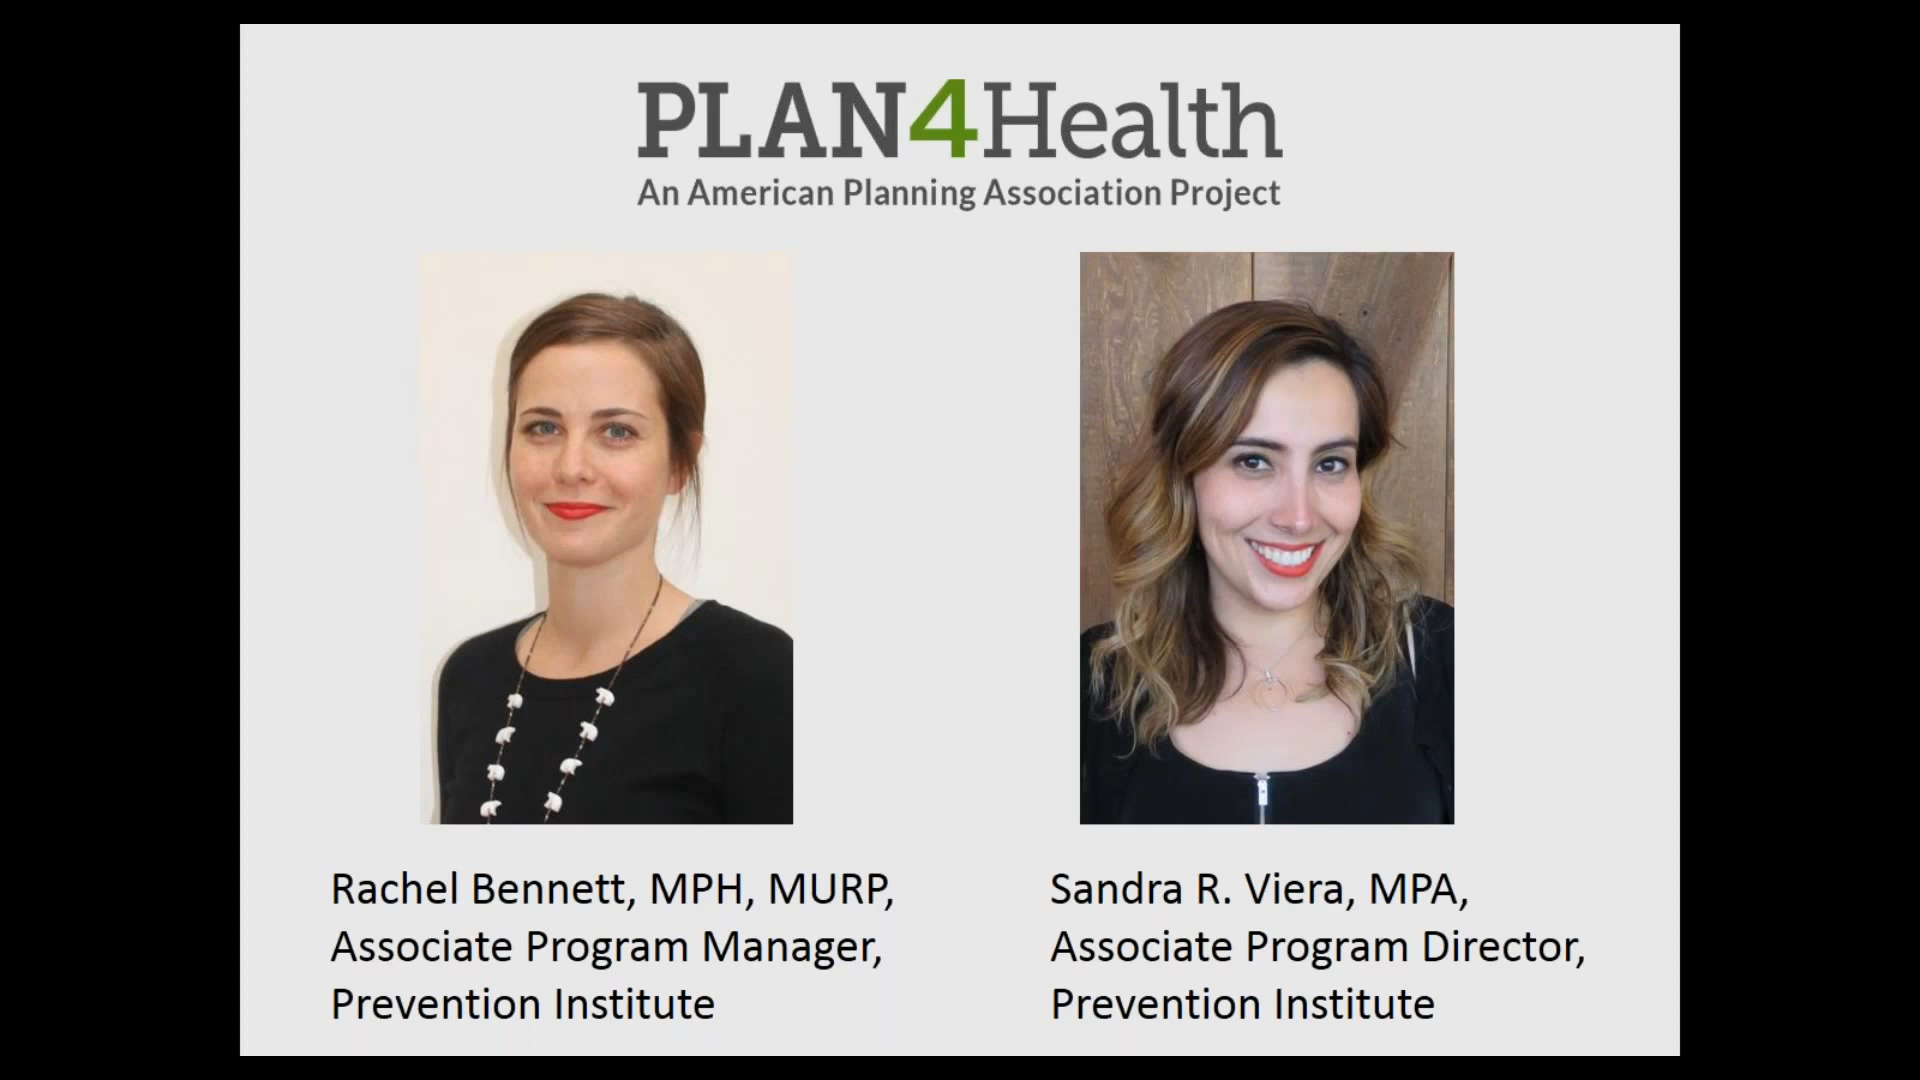 PLAN4Health
An American Planning Association Project
Rachel Bennett, MPH, MURP,
Associate Program Manager,
Prevention Institute
Sandra R. Viera, MPA,
Associate Program Director,
Prevention Institute